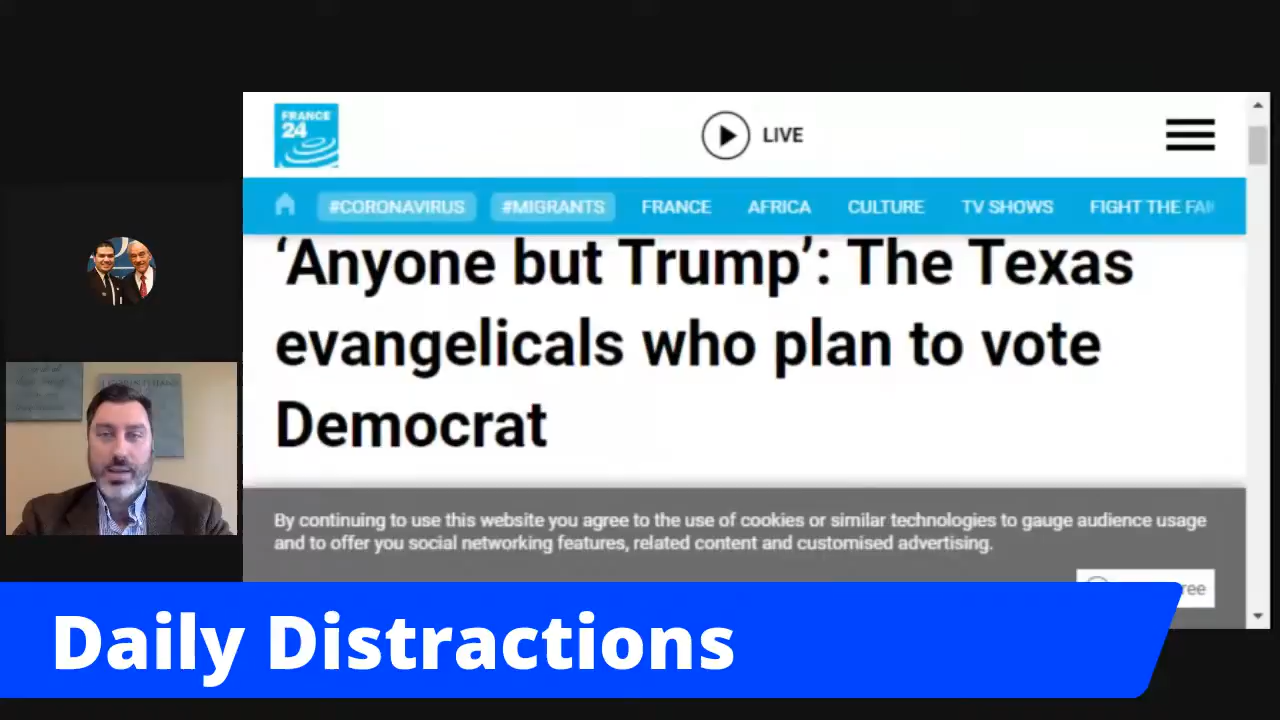 FRANCE
24
LIVE
#CORONAVIRUS
#MIGRANTS
FRANCE
AFRICA
CULTURE
TV SHOWS
FIGHT THE
‘Anyone but Trump’: The Texas
evangelicals who plan to vote
Democrat
By continuing to use this website you agree to the use of cookies or similar technologies to gauge audience usage
and to offer you social networking features, related content and customised advertising.
Daily Distractions